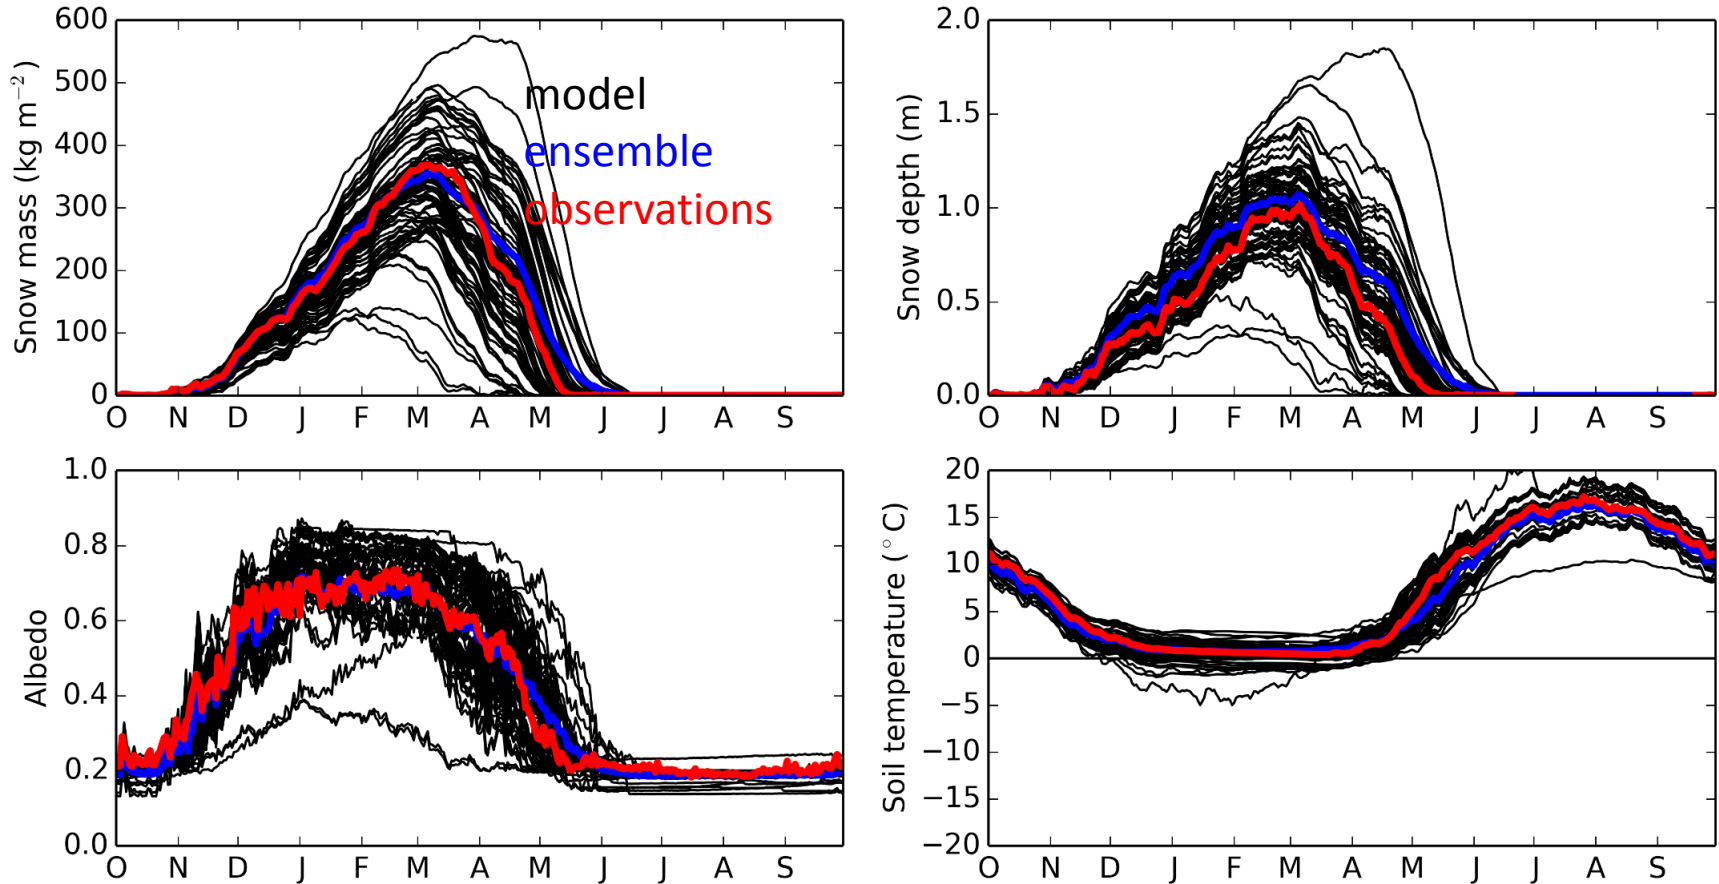 600
500
400
300
200
100
0
Snow mass (kg m⁻²)
O N D J F M A M J J A S
model
ensemble
observations
2.0
1.5
1.0
0.5
0.0
Snow depth (m)
O N D J F M A M J J A S
1.0
0.8
0.6
0.4
0.2
0.0
Albedo
O N D J F M A M J J A S
20
15
10
5
0
−5
−10
−15
−20
Soil temperature (° C)
O N D J F M A M J J A S